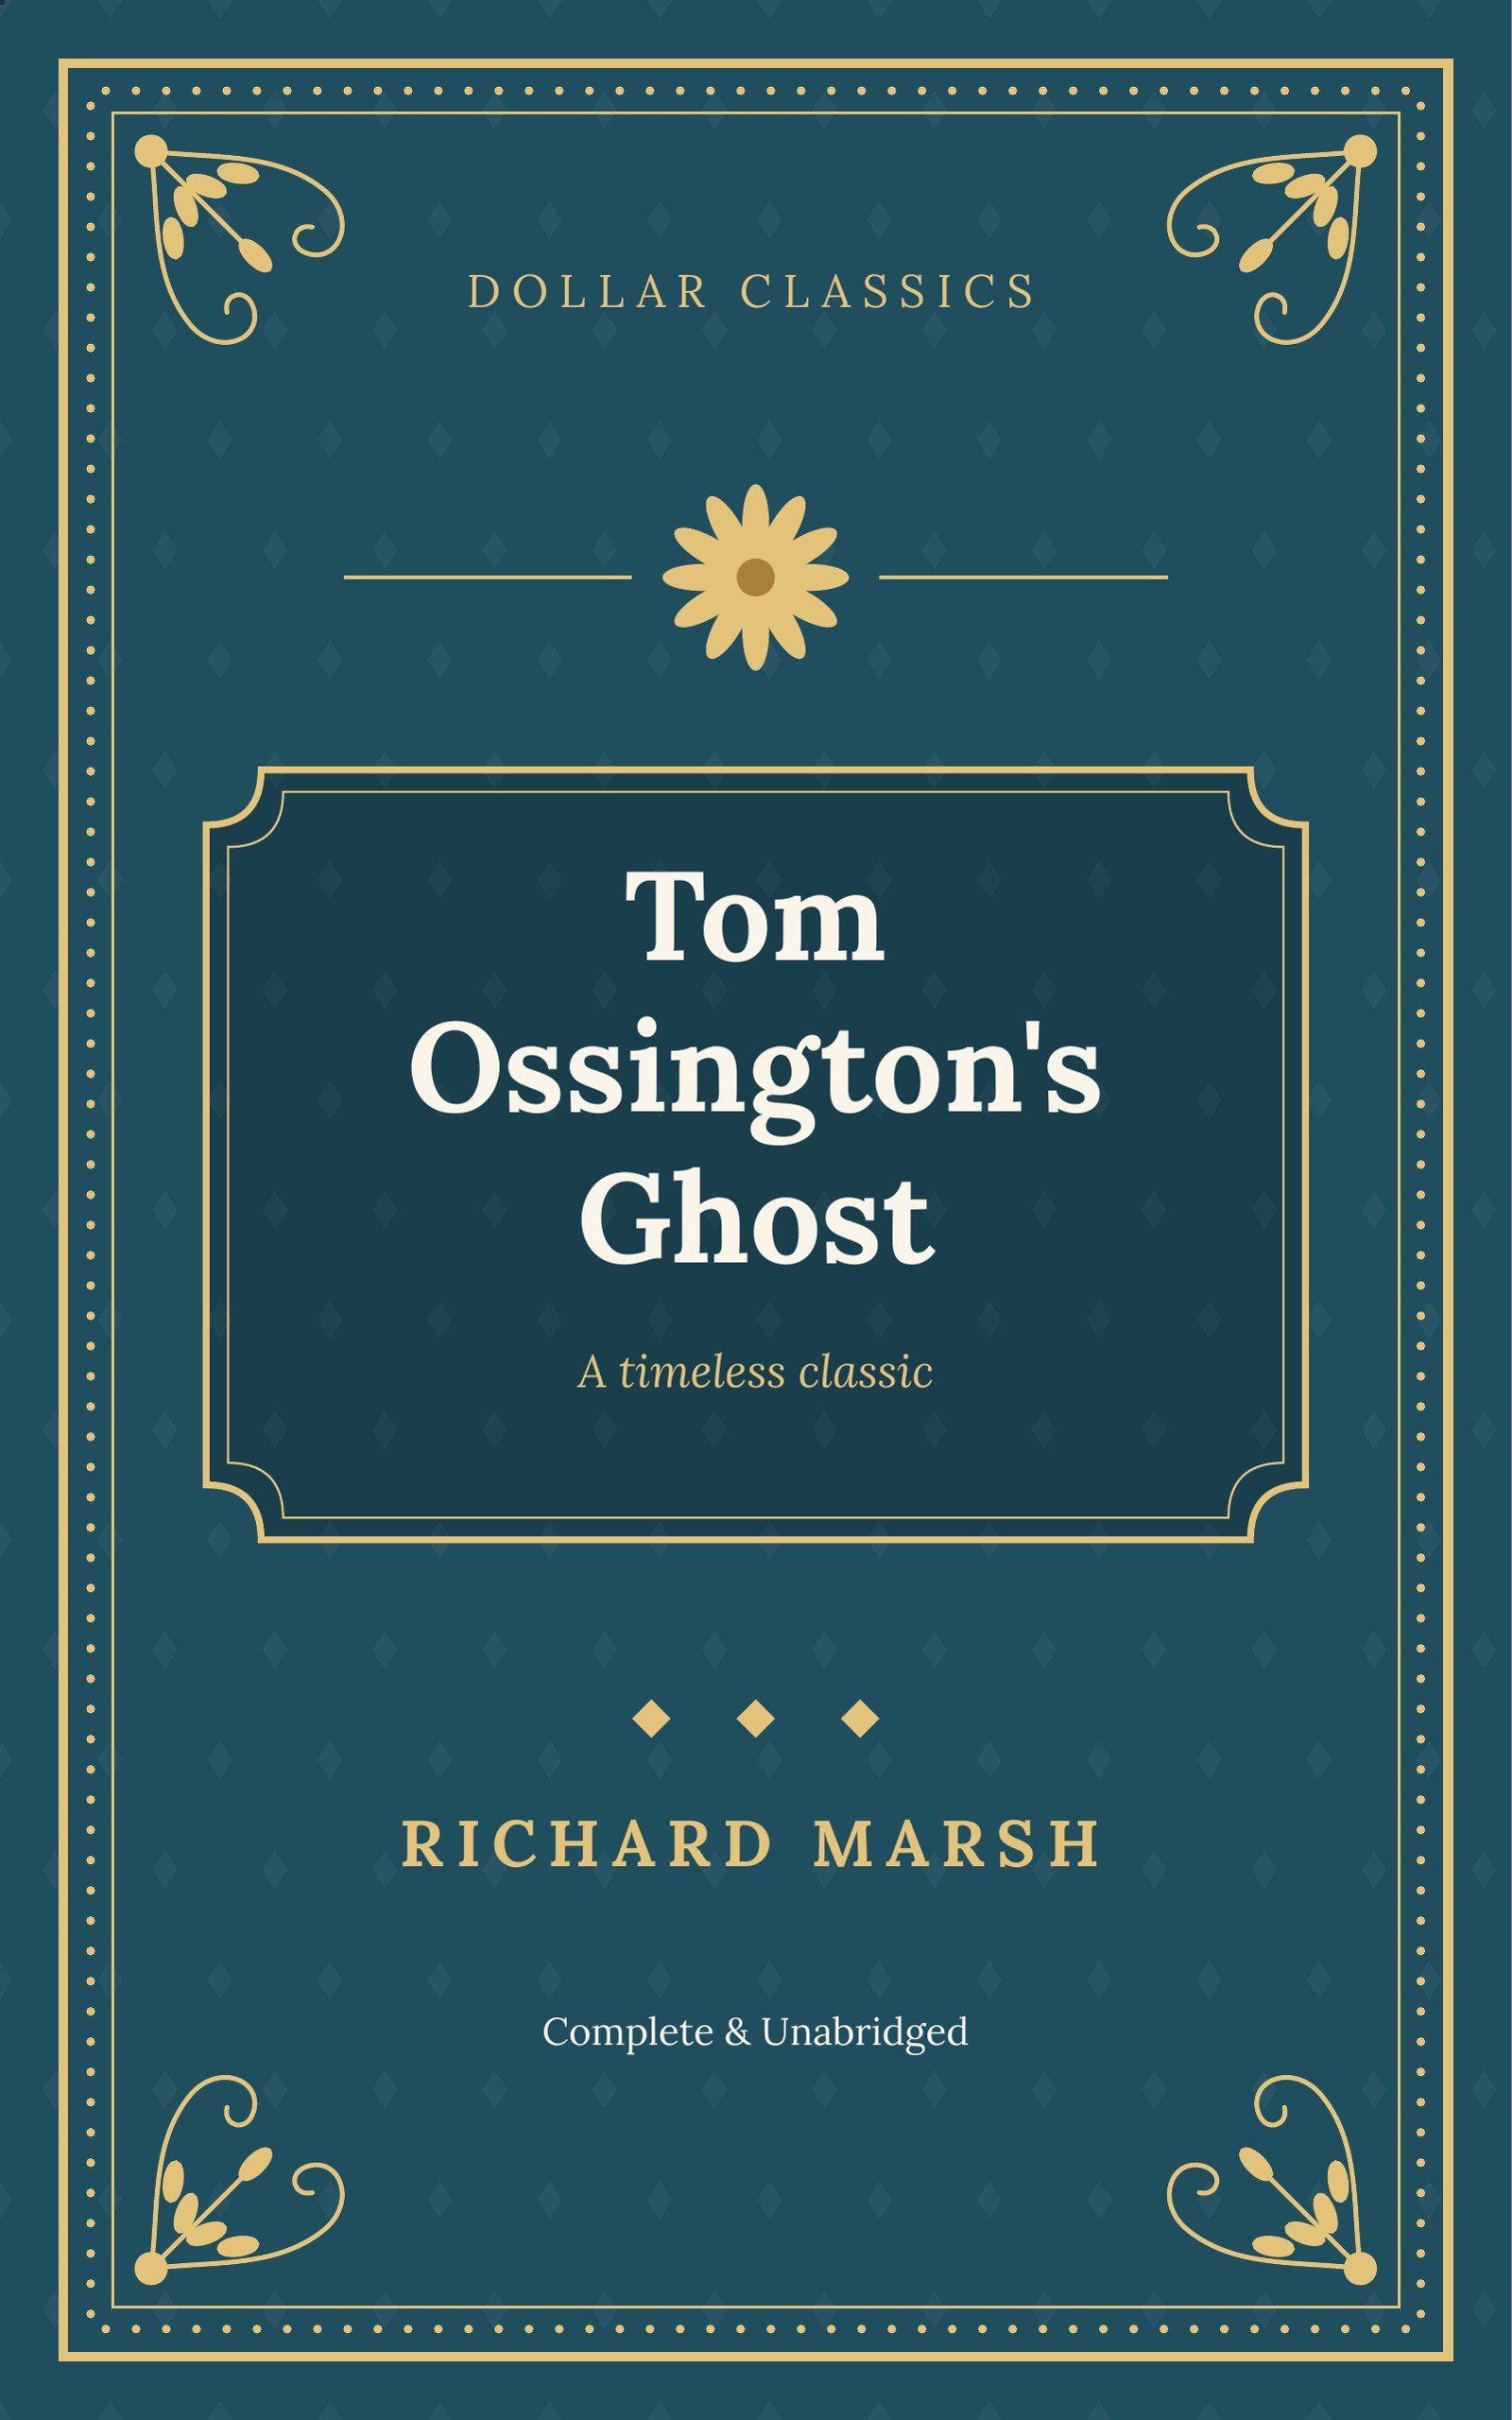 DOLLAR CLASSICS
Tom
Ossington's
Ghost
A timeless classic
RICHARD MARSH
Complete & Unabridged